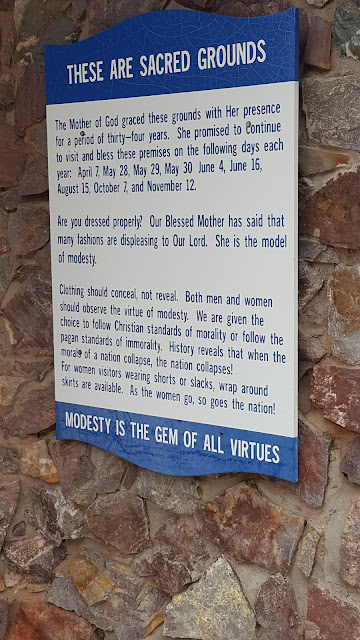 THESE ARE SACRED GROUNDS
The Mother of God graced these grounds with Her presence
for a period of thirty-four years. She promised to continue
to visit and bless these premises on the following days each
year: April 7, May 28, May 29, May 30 June 4, June 16,
August 15, October 7, and November 12.
Are you dressed properly? Our Blessed Mother has said that
many fashions are displeasing to Our Lord. She is the model
of modesty.
Clothing should conceal, not reveal. Both men and women
should observe the virtue of modesty. We are given the
choice to follow Christian standards of morality or follow the
pagan standards of immorality. History reveals that when the
morals of a nation collapse, the nation collapses!
For women visitors wearing shorts or slacks, wrap around
skirts are available. As the women go, so goes the nation!
MODESTY IS THE GEM OF ALL VIRTUES